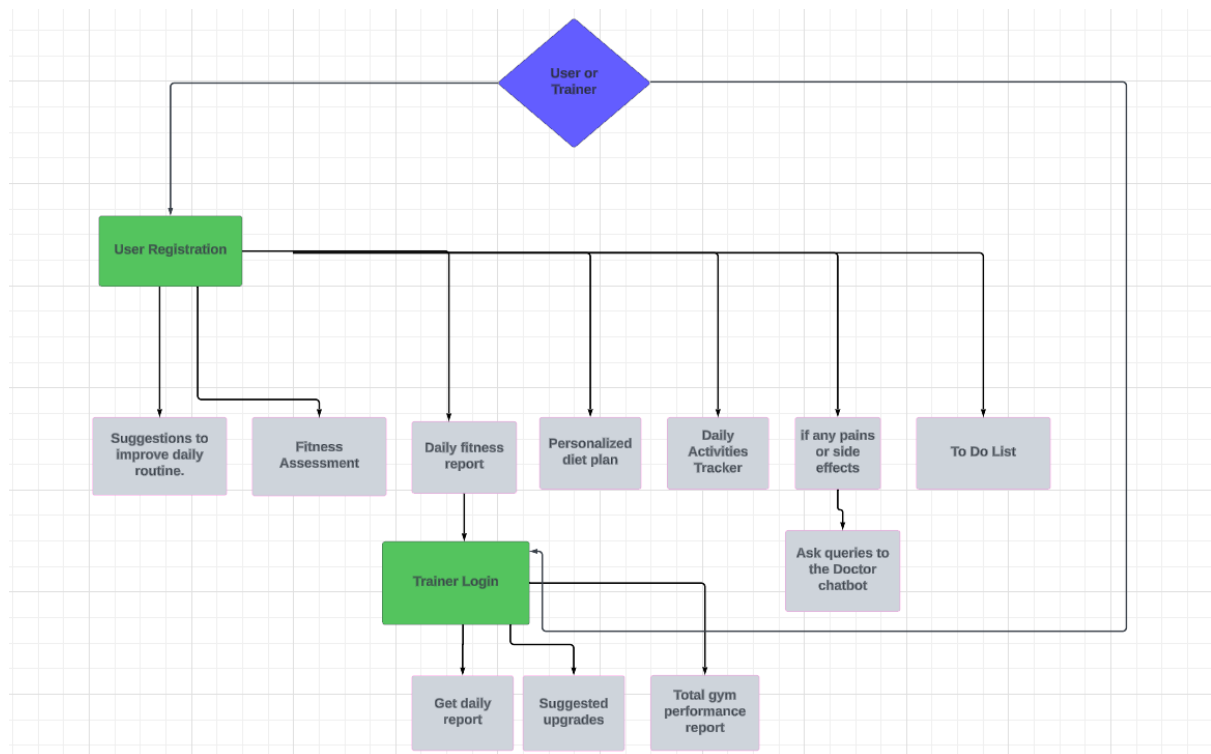 User or
Trainer
User Registration
Suggestions to
improve daily
routine.
Fitness
Assessment
Daily fitness
report
Personalized
diet plan
Daily
Activities
Tracker
if any pains
or side
effects
To Do List
Ask queries to
the Doctor
chatbot
Trainer Login
Get daily
report
Suggested
upgrades
Total gym
performance
report